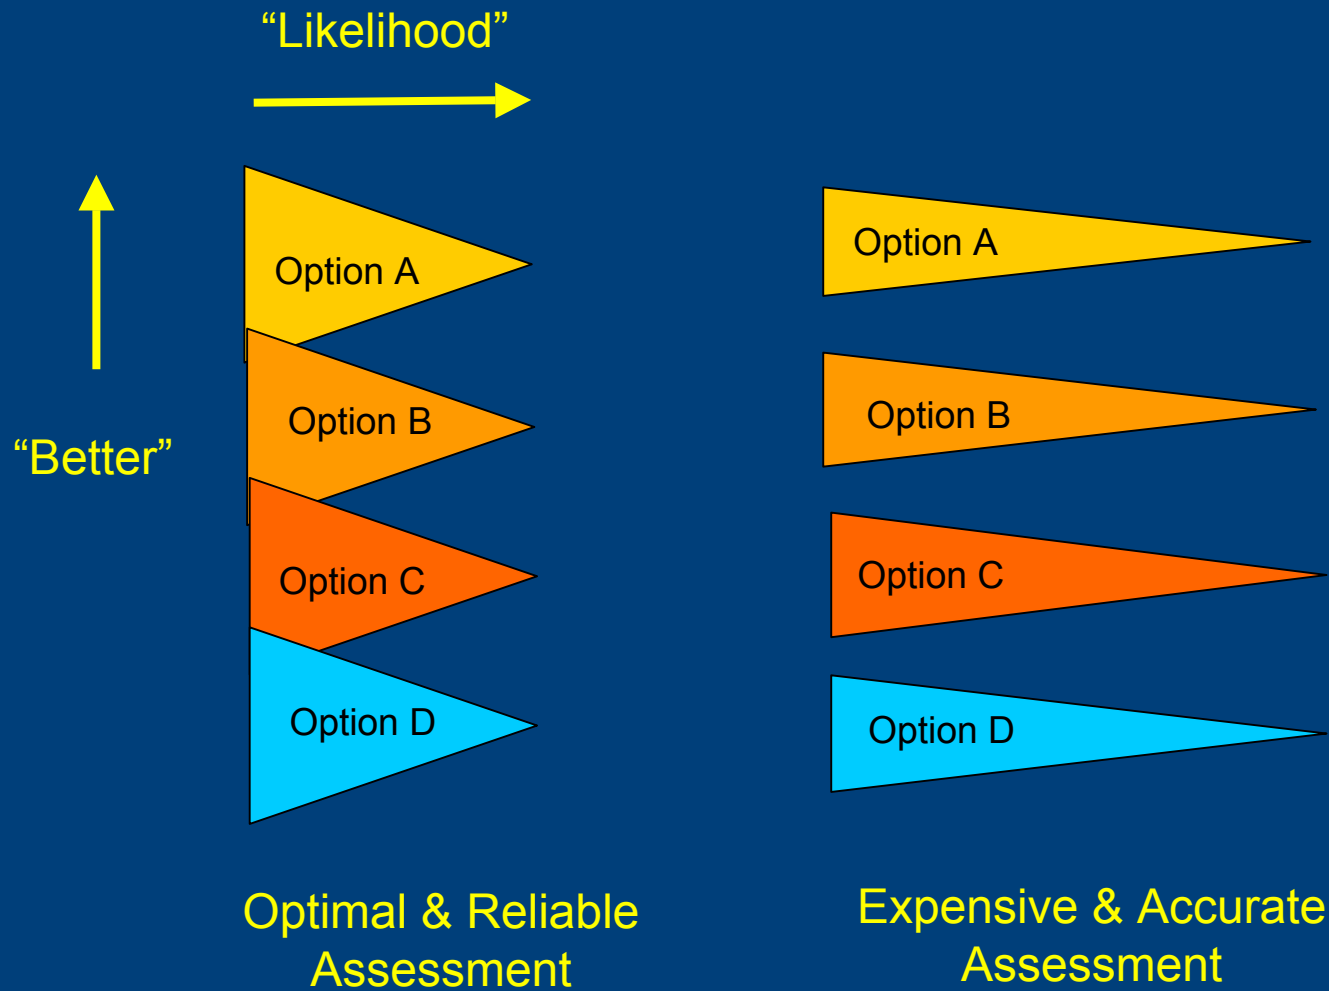 “Likelihood”
“Better”
Option A
Option B
Option C
Option D
Optimal & Reliable
Assessment
Option A
Option B
Option C
Option D
Expensive & Accurate
Assessment